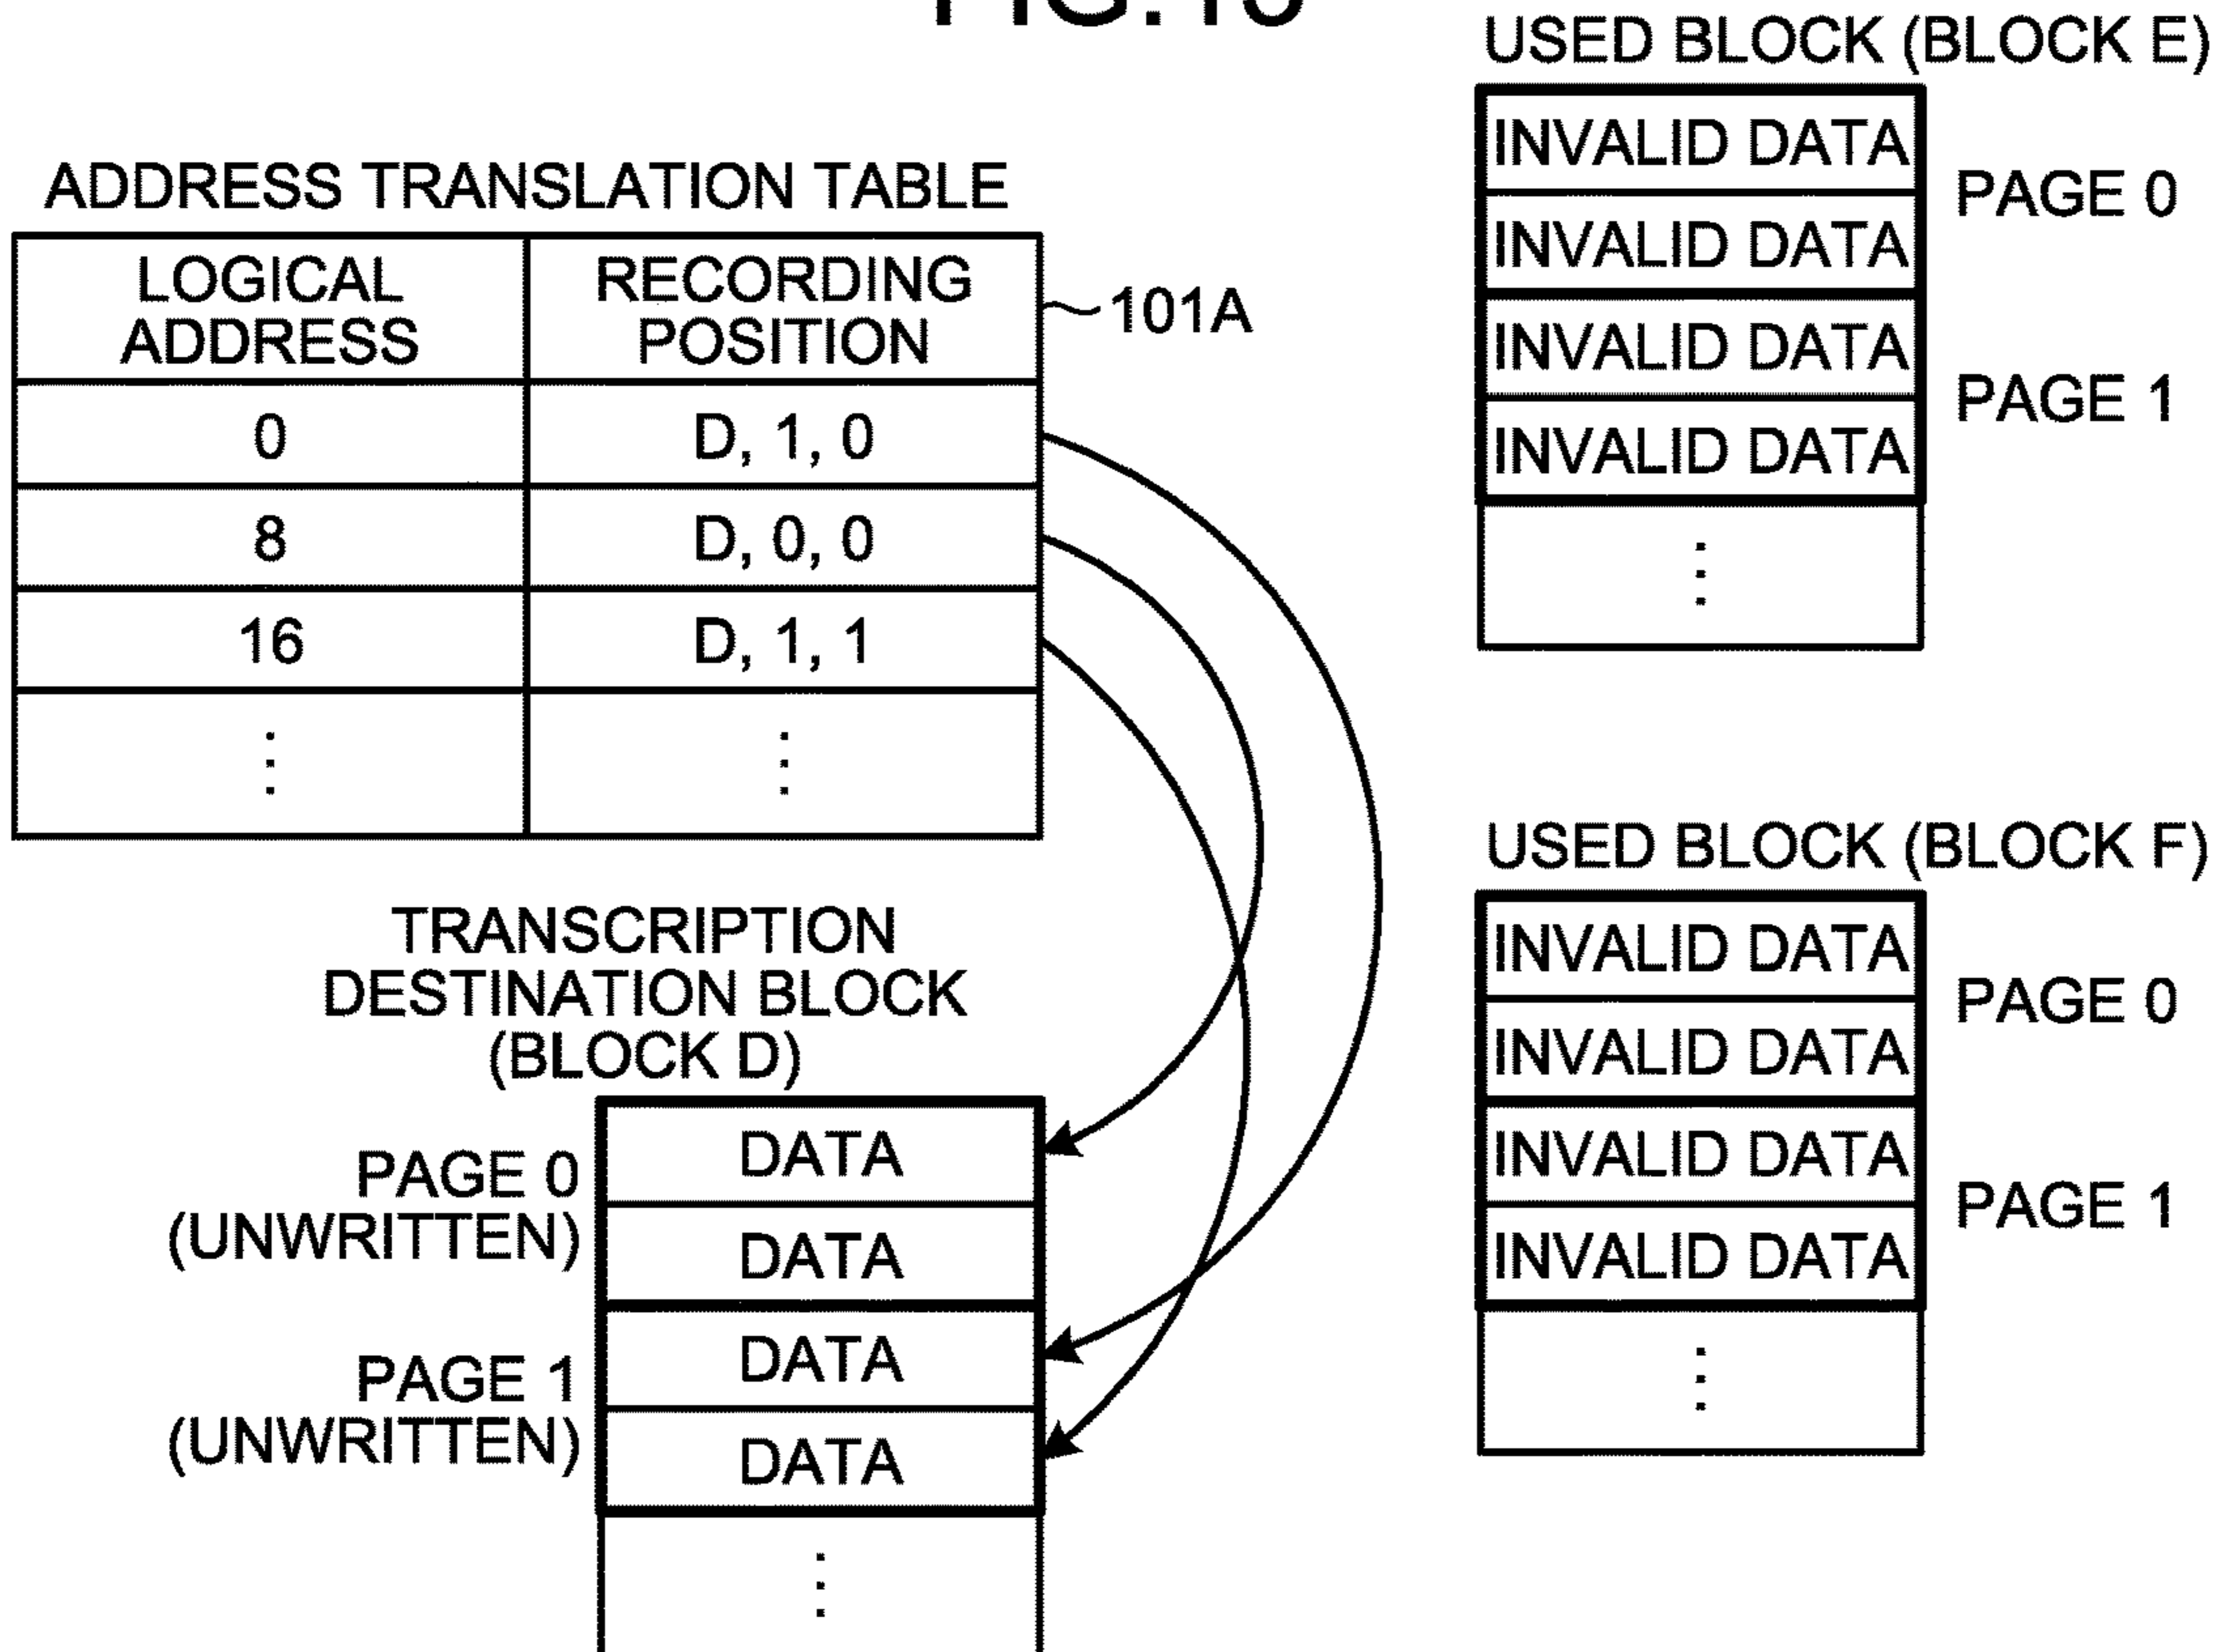 USED BLOCK (BLOCK E)
INVALID DATA
INVALID DATA
PAGE 0
INVALID DATA
INVALID DATA
PAGE 1
⋮
ADDRESS TRANSLATION TABLE
LOGICAL
ADDRESS
RECORDING
POSITION
101A
0 D, 1, 0
8 D, 0, 0
16 D, 1, 1
⋮ ⋮
USED BLOCK (BLOCK F)
INVALID DATA
INVALID DATA
PAGE 0
INVALID DATA
INVALID DATA
PAGE 1
⋮
TRANSCRIPTION
DESTINATION BLOCK
(BLOCK D)
PAGE 0
(UNWRITTEN)
DATA
DATA
PAGE 1
(UNWRITTEN)
DATA
DATA
⋮